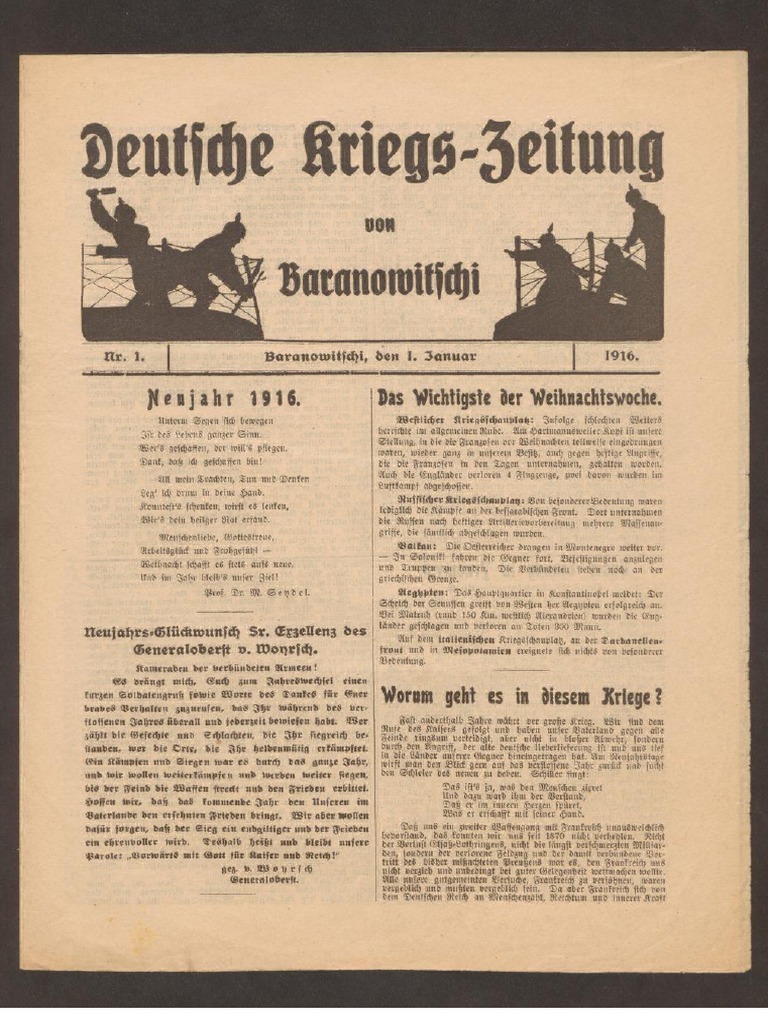 Deutsche Kriegs-Zeitung
von
Baranowitschi
Nr. 1.
Baranowitschi, den 1. Januar
1916.
Neujahr 1916.
Unterm Segen sich bewegen
Ist des Lebens ganzer Sinn.
Wer's geschaffen, der will's pflegen.
Dank, daß ich geschaffen bin!
All mein Trachten, Tun und Denken
Leg' ich drum in deine Hand.
Kommst's schenken, wirst es lenken,
Wie's dein heiliger Rat erfand.
Menschenliebe, Gottestreue,
Arbeitsglück und Frohgefühl —
Weihnacht schafft es stets aufs neue.
Und im Jahr bleib's unser Ziel!
Prof. Dr. M. Seydel.
Neujahrs-Glückwunsch Sr. Exzellenz des
Generaloberst v. Woyrsch.
Kameraden der verbündeten Armeen!
Es drängt mich, Euch zum Jahreswechsel einen
kurzen Soldatengruß sowie Worte des Dankes für Euer
braves Verhalten zuzurufen, das Ihr während des ver-
flossenen Jahres überall und jederzeit bewiesen habt. Wer
zählt die Gefechte und Schlachten, die Ihr siegreich be-
standen, wer die Orte, die Ihr heldenmütig erkämpftet.
Ein Kämpfen und Siegen war es durch das ganze Jahr,
und wir wollen weiterkämpfen und werden weiter siegen,
bis der Feind die Waffen streckt und den Frieden erbittet.
Hoffen wir, daß das kommende Jahr den Unseren im
Vaterlande den ersehnten Frieden bringt. Wir aber wollen
dafür sorgen, daß der Sieg ein endgiltiger und der Frieden
ein ehrenvoller wird. Deshalb heißt und bleibt unsere
Parole: „Vorwärts mit Gott für Kaiser und Reich!"
gez. v. Woyrsch
Generaloberst.
Das Wichtigste der Weihnachtswoche.
Westlicher Kriegsschauplatz: Infolge schlechten Wetters
herrschte im allgemeinen Ruhe. Am Hartmannsweiler-Kopf ist unsere
Stellung, in die die Franzosen vor Weihnachten teilweise eingedrungen
waren, wieder ganz in unserem Besitz, auch gegen heftige Angriffe,
die die Franzosen in den Tagen unternahmen, gehalten worden.
Auch die Engländer verloren 4 Flugzeuge, zwei davon wurden im
Luftkampf abgeschossen.
Russischer Kriegsschauplatz: Von besonderer Bedeutung waren
lediglich die Kämpfe an der bessarabischen Front. Dort unternahmen
die Russen nach heftiger Artillerievorbereitung mehrere Massenan-
griffe, die sämtlich abgeschlagen wurden.
Balkan: Die Oesterreicher drangen in Montenegro weiter vor.
— In Saloniki fahren die Gegner fort, Befestigungen anzulegen
und Truppen zu landen. Die Verbündeten stehen noch an der
griechischen Grenze.
Aegypten: Das Hauptquartier in Konstantinopel meldet: Der
Scheich der Senussen greift von Westen her Aegypten erfolgreich an.
Bei Matruh (rund 150 Km. westlich Alexandrien) wurden die Eng-
länder geschlagen und verloren an Toten 350 Mann.
Auf dem italienischen Kriegsschauplatz, an der Dardanellen-
front und in Mesopotamien ereignete sich nichts von besonderer
Bedeutung.
Worum geht es in diesem Kriege?
Fast anderthalb Jahre währt der große Krieg. Wir sind dem
Rufe des Kaisers gefolgt und haben unser Vaterland gegen alle
Feinde ringsum verteidigt, aber nicht in bloßer Abwehr, sondern
durch den Angriff, der alte deutsche Ueberlieferung ist und uns tief
in die Länder unserer Gegner hineingetragen hat. Am Neujahrstage
wirft man den Blick gern auf das verflossene Jahr zurück und sucht
den Schleier des neuen zu heben. Schiller singt:
Das ist's ja, was den Menschen zieret
Und dazu ward ihm der Verstand,
Daß er im innern Herzen spüret,
Was er erschafft mit seiner Hand.
Daß uns ein zweiter Waffengang mit Frankreich unausweichlich
bevorstand, das konnten wir uns seit 1870 nicht verhehlen. Nicht
der Verlust Elsaß-Lothringens, nicht die längst verschmerzten Milliar-
den, sondern der verlorene Feldzug und der damit verbundene Vor-
tritt des bisher mißachteten Preußens war es, den Frankreich uns
nicht verzieh und unbedingt bei guter Gelegenheit wettmachen wollte.
Alle unsere gutgemeinten Versuche, Frankreich zu versöhnen, waren
vergeblich und mußten vergeblich sein. Da aber Frankreich sich von
dem Deutschen Reich an Menschenzahl, Reichtum und innerer Kraft